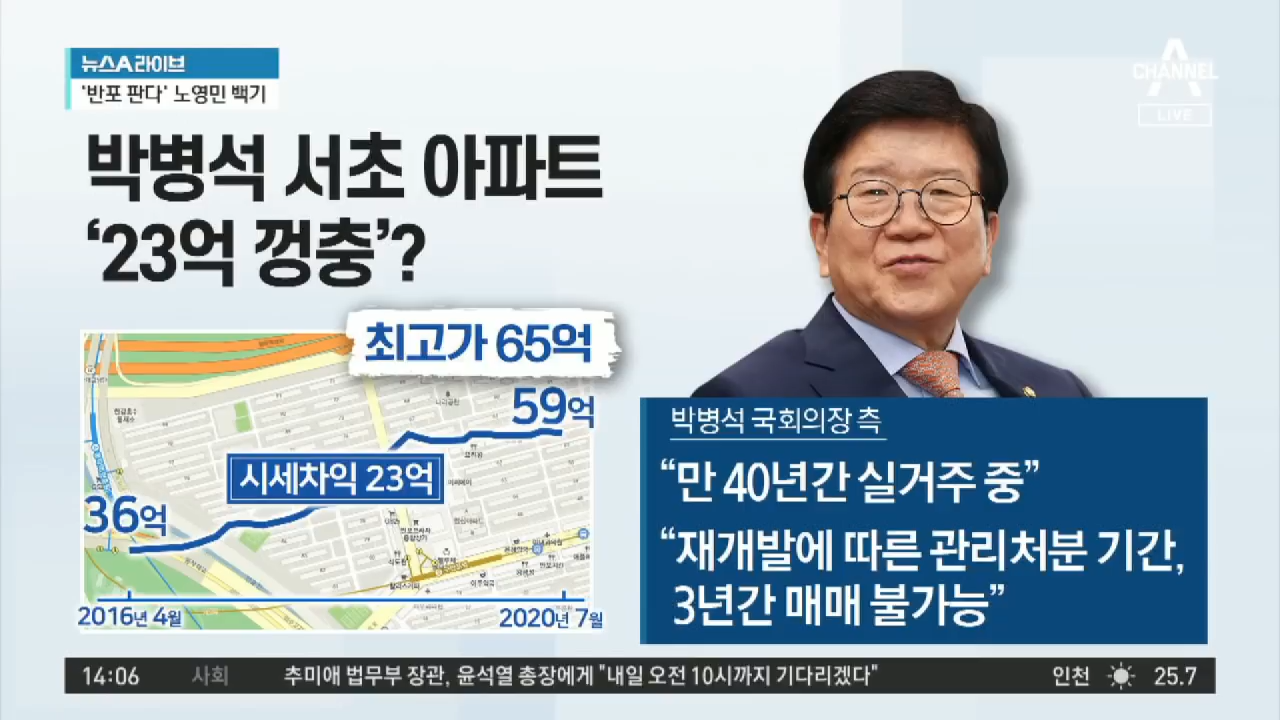 뉴스A 라이브
'반포 판다' 노영민 백기
CHANNEL A
LIVE
박병석 서초 아파트
‘23억 껑충’?
최고가 65억
59억
시세차익 23억
36억
2016년 4월
2020년 7월
박병석 국회의장 측
“만 40년간 실거주 중”
“재개발에 따른 관리처분 기간,
3년간 매매 불가능”
14:06 사회 추미애 법무부 장관, 윤석열 총장에게 "내일 오전 10시까지 기다리겠다" 인천 25.7